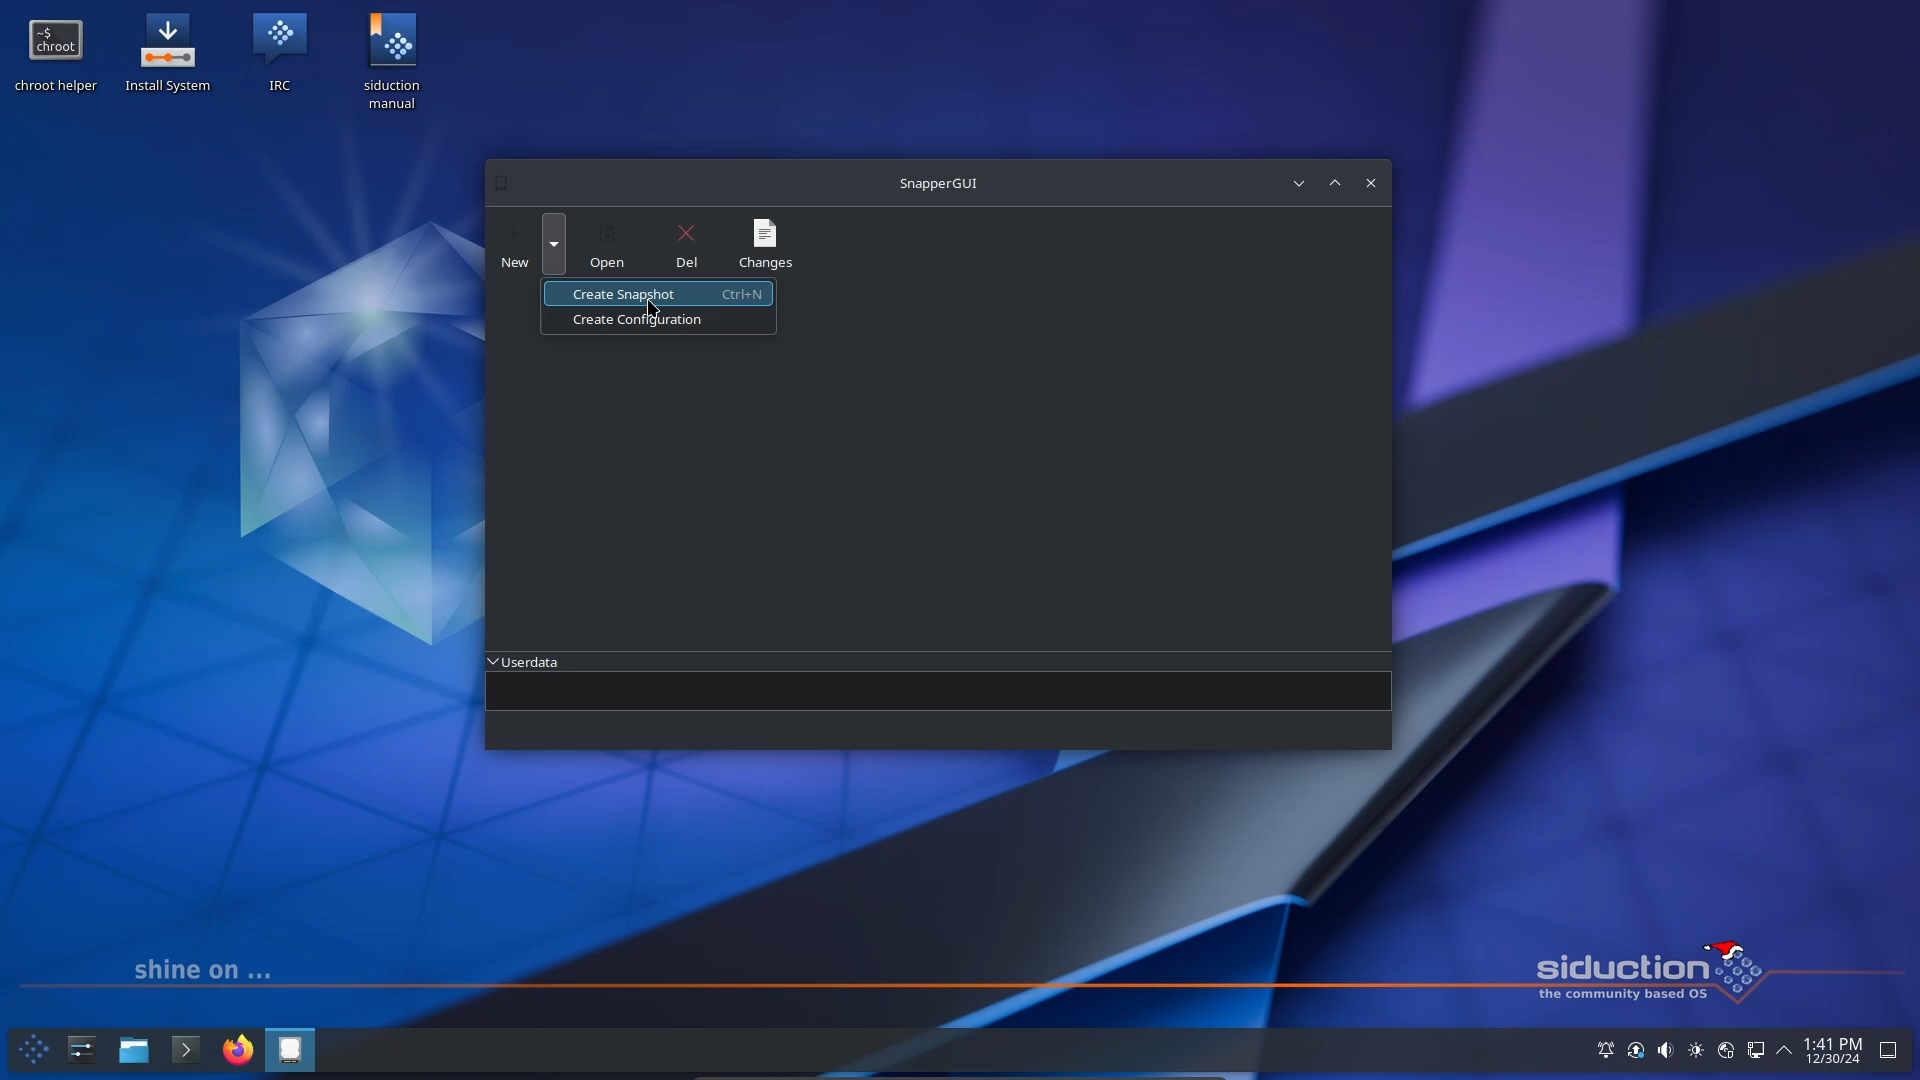 ~$
chroot
chroot helper
Install System
IRC
siduction
manual
SnapperGUI
New
Open
Del
Changes
Create Snapshot Ctrl+N
Create Configuration
Userdata
shine on ...
siduction
the community based OS
1:41 PM
12/30/24